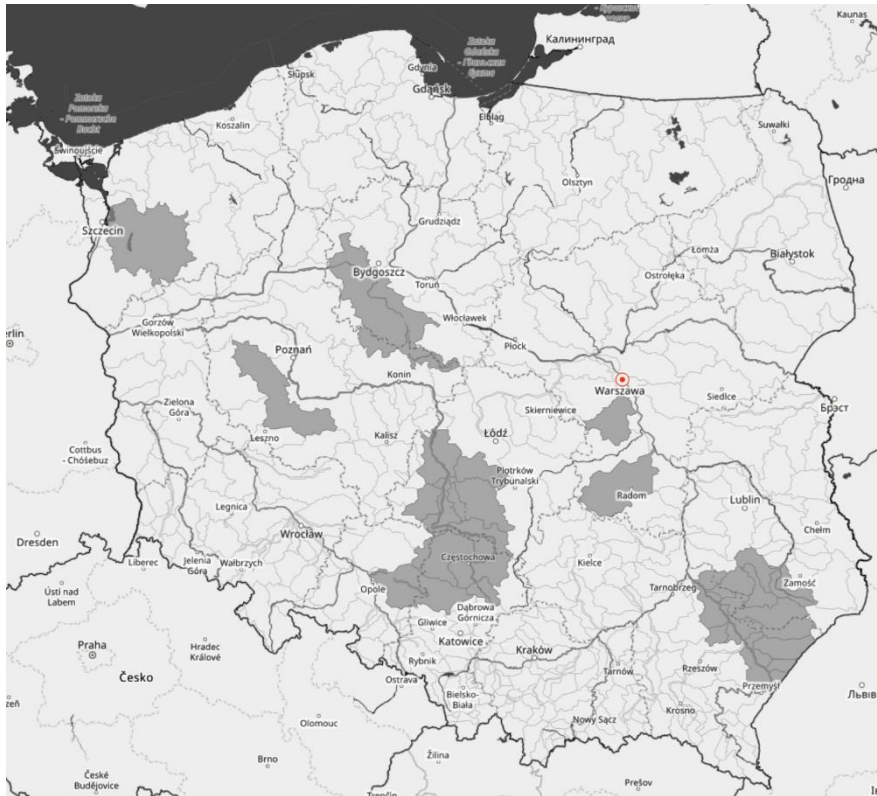 Kaunas
Калининград
Zatoka
Gdańska
- Гданьская
бухта
Gdynia
Gdańsk
Słupsk
Zatoka
Pomorska
- Pommersche
Bucht
Koszalin
Elbląg
Suwałki
Świnoujście
Olsztyn
Гродна
Szczecin
Grudziądz
Łomża
Białystok
Bydgoszcz
Ostrołęka
Toruń
Gorzów
Wielkopolski
Włocławek
Płock
Poznań
Konin
Warszawa
Siedlce
Брэст
Zielona
Góra
Skierniewice
Leszno
Kalisz
Łódź
Cottbus
- Chóśebuz
Piotrków
Trybunalski
Radom
Lublin
Legnica
Chełm
Wrocław
Dresden
Liberec
Jelenia
Góra
Wałbrzych
Częstochowa
Kielce
Opole
Tarnobrzeg
Zamość
Ústí nad
Labem
Dąbrowa
Górnicza
Gliwice
Katowice
Praha
Hradec
Králové
Kraków
Rybnik
Tarnów
Rzeszów
Česko
Ostrava
Przemyśl
Львів
Bielsko-
Biała
Krosno
Nowy Sącz
Olomouc
Brno
Žilina
České
Budějovice
Prešov